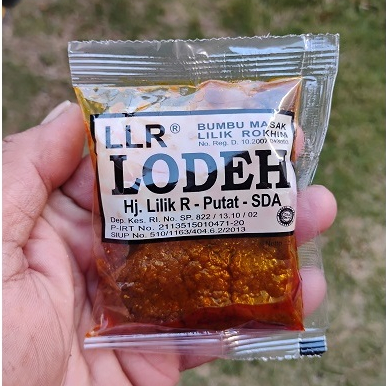 LLR®
BUMBU MASAK
LILIK ROKHIM
LODEH
Hj. Lilik R - Putat - SDA
Dep. Kes. RI. No. SP. 822 / 13.10 / 02
P-IRT No. 2113515010471-20
SIUP No. 510/1163/404.6.2/2013